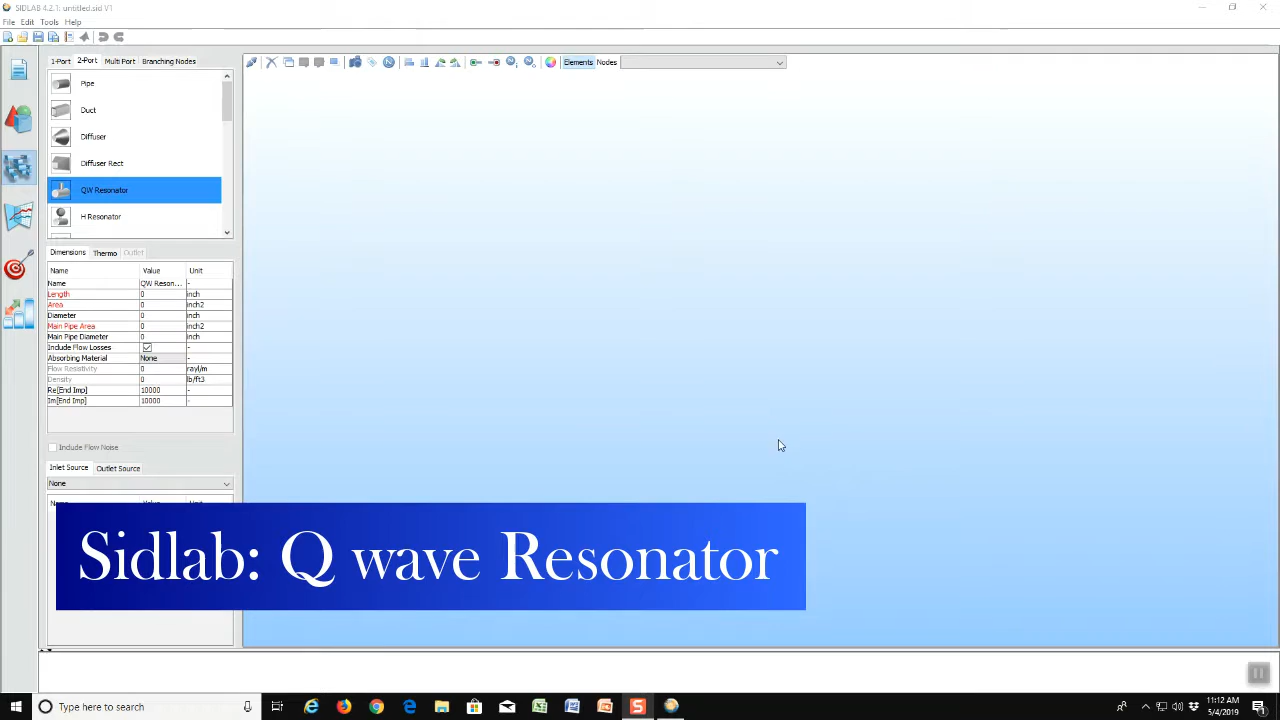 SIDLAB 4.2.1: untitled.sid V1
File Edit Tools Help
1-Port 2-Port Multi Port Branching Nodes
Elements Nodes
Pipe
Duct
Diffuser
Diffuser Rect
QW Resonator
H Resonator
Dimensions Thermo Outlet
Name Value Unit
Name QW Reson... -
Length 0 inch
Area 0 inch2
Diameter 0 inch
Main Pipe Area 0 inch2
Main Pipe Diameter 0 inch
Include Flow Losses -
Absorbing Material None -
Flow Resistivity 0 rayl/m
Density 0 lb/ft3
Re[End Imp] 10000 -
Im[End Imp] 10000 -
Include Flow Noise
Inlet Source Outlet Source
None
Sidlab: Q wave Resonator
Type here to search
11:12 AM
5/4/2019